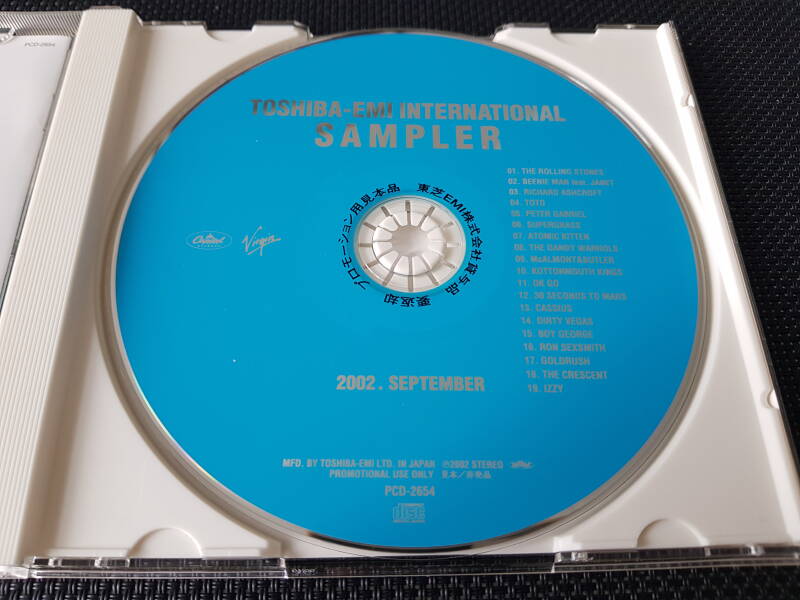 PCD-2654
TOSHIBA-EMI INTERNATIONAL
SAMPLER
01. THE ROLLING STONES
02. BEENIE MAN feat. JANET
03. RICHARD ASHCROFT
04. TOTO
05. PETER GABRIEL
06. SUPERGRASS
07. ATOMIC KITTEN
08. THE DANDY WARHOLS
09. McALMONT&BUTLER
10. KOTTONMOUTH KINGS
11. OK GO
12. 30 SECONDS TO MARS
13. CASSIUS
14. DIRTY VEGAS
15. BOY GEORGE
16. RON SEXSMITH
17. GOLDRUSH
18. THE CRESCENT
19. IZZY
プロモーション用見本品 東芝EMI株式会社貸与品 要返却
Capitol
Virgin
2002. SEPTEMBER
MFD. BY TOSHIBA-EMI LTD. IN JAPAN ℗2002 STEREO
PROMOTIONAL USE ONLY 見本/非売品
PCD-2654
disc